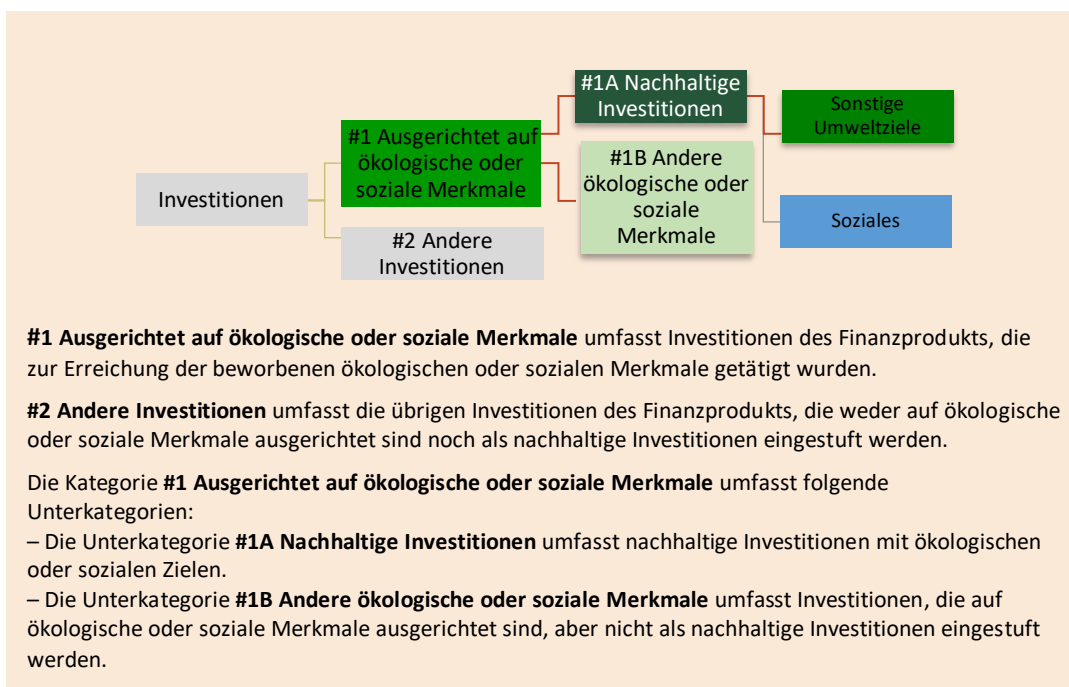 #1A Nachhaltige
Investitionen
Sonstige
Umweltziele
#1 Ausgerichtet auf
ökologische oder
soziale Merkmale
#1B Andere
ökologische oder
soziale
Merkmale
Investitionen
Soziales
#2 Andere
Investitionen
#1 Ausgerichtet auf ökologische oder soziale Merkmale umfasst Investitionen des Finanzprodukts, die
zur Erreichung der beworbenen ökologischen oder sozialen Merkmale getätigt wurden.
#2 Andere Investitionen umfasst die übrigen Investitionen des Finanzprodukts, die weder auf ökologische
oder soziale Merkmale ausgerichtet sind noch als nachhaltige Investitionen eingestuft werden.
Die Kategorie #1 Ausgerichtet auf ökologische oder soziale Merkmale umfasst folgende
Unterkategorien:
– Die Unterkategorie #1A Nachhaltige Investitionen umfasst nachhaltige Investitionen mit ökologischen
oder sozialen Zielen.
– Die Unterkategorie #1B Andere ökologische oder soziale Merkmale umfasst Investitionen, die auf
ökologische oder soziale Merkmale ausgerichtet sind, aber nicht als nachhaltige Investitionen eingestuft
werden.